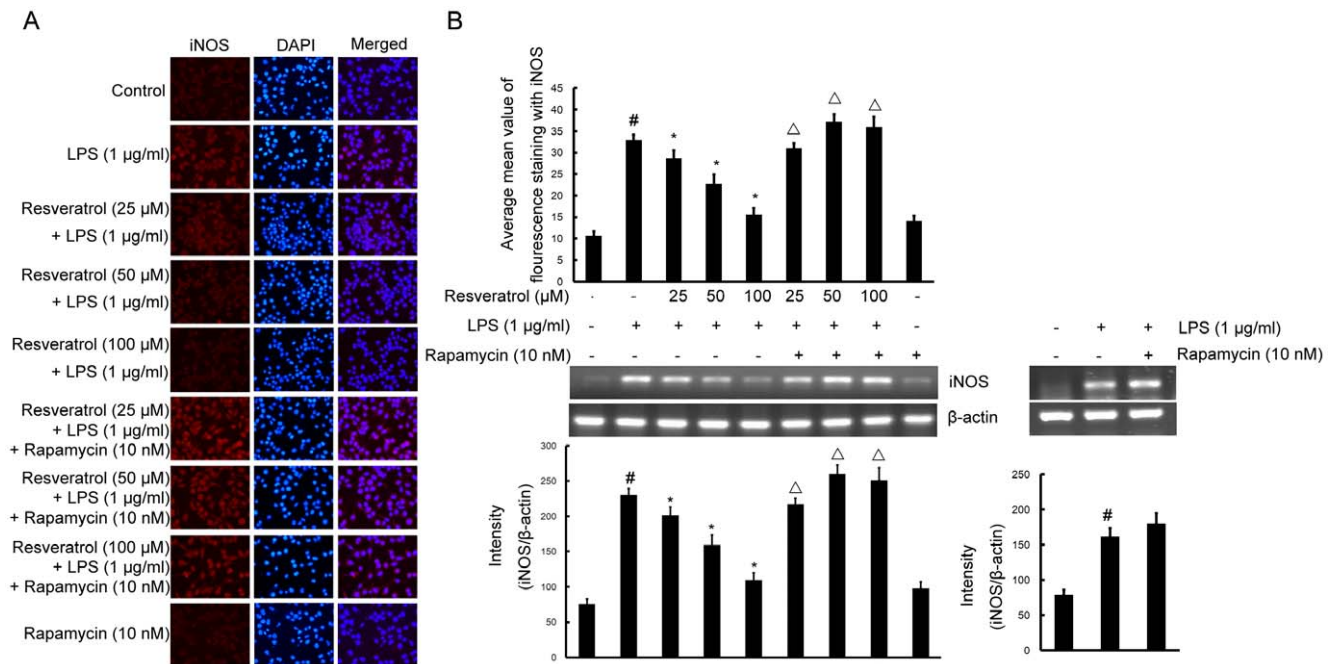 A
iNOS DAPI Merged
Control
LPS (1 µg/ml)
Resveratrol (25 µM)
+ LPS (1 µg/ml)
Resveratrol (50 µM)
+ LPS (1 µg/ml)
Resveratrol (100 µM)
+ LPS (1 µg/ml)
Resveratrol (25 µM)
+ LPS (1 µg/ml)
+ Rapamycin (10 nM)
Resveratrol (50 µM)
+ LPS (1 µg/ml)
+ Rapamycin (10 nM)
Resveratrol (100 µM)
+ LPS (1 µg/ml)
+ Rapamycin (10 nM)
Rapamycin (10 nM)
B
Average mean value of
flourescence staining with iNOS
45
40
35
30
25
20
15
10
5
0
# * * * △ △ △
Resveratrol (µM) - - 25 50 100 25 50 100 -
LPS (1 µg/ml) - + + + + + + + -
Rapamycin (10 nM) - - - - - + + + +
iNOS
β-actin
Intensity
(iNOS/β-actin)
300
250
200
150
100
50
0
# * * * △ △ △
- + + LPS (1 µg/ml)
- - + Rapamycin (10 nM)
Intensity
(iNOS/β-actin)
250
200
150
100
50
0
#